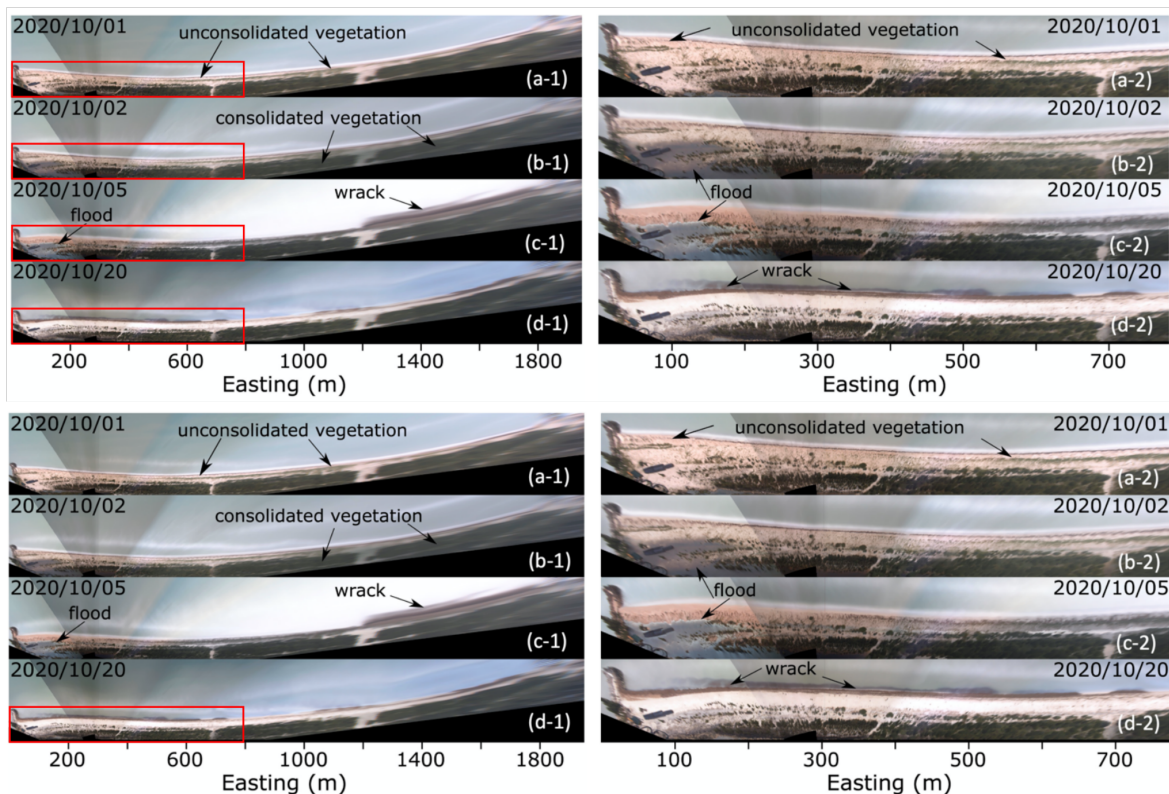 2020/10/01
unconsolidated vegetation
(a-1)
2020/10/02
consolidated vegetation
(b-1)
2020/10/05
wrack
flood
(c-1)
2020/10/20
(d-1)
200 600 1000 1400 1800
Easting (m)
unconsolidated vegetation 2020/10/01
(a-2)
2020/10/02
(b-2)
flood 2020/10/05
(c-2)
wrack 2020/10/20
(d-2)
100 300 500 700
Easting (m)
2020/10/01
unconsolidated vegetation
(a-1)
2020/10/02
consolidated vegetation
(b-1)
2020/10/05
wrack
flood
(c-1)
2020/10/20
(d-1)
200 600 1000 1400 1800
Easting (m)
unconsolidated vegetation 2020/10/01
(a-2)
2020/10/02
(b-2)
flood 2020/10/05
(c-2)
wrack 2020/10/20
(d-2)
100 300 500 700
Easting (m)